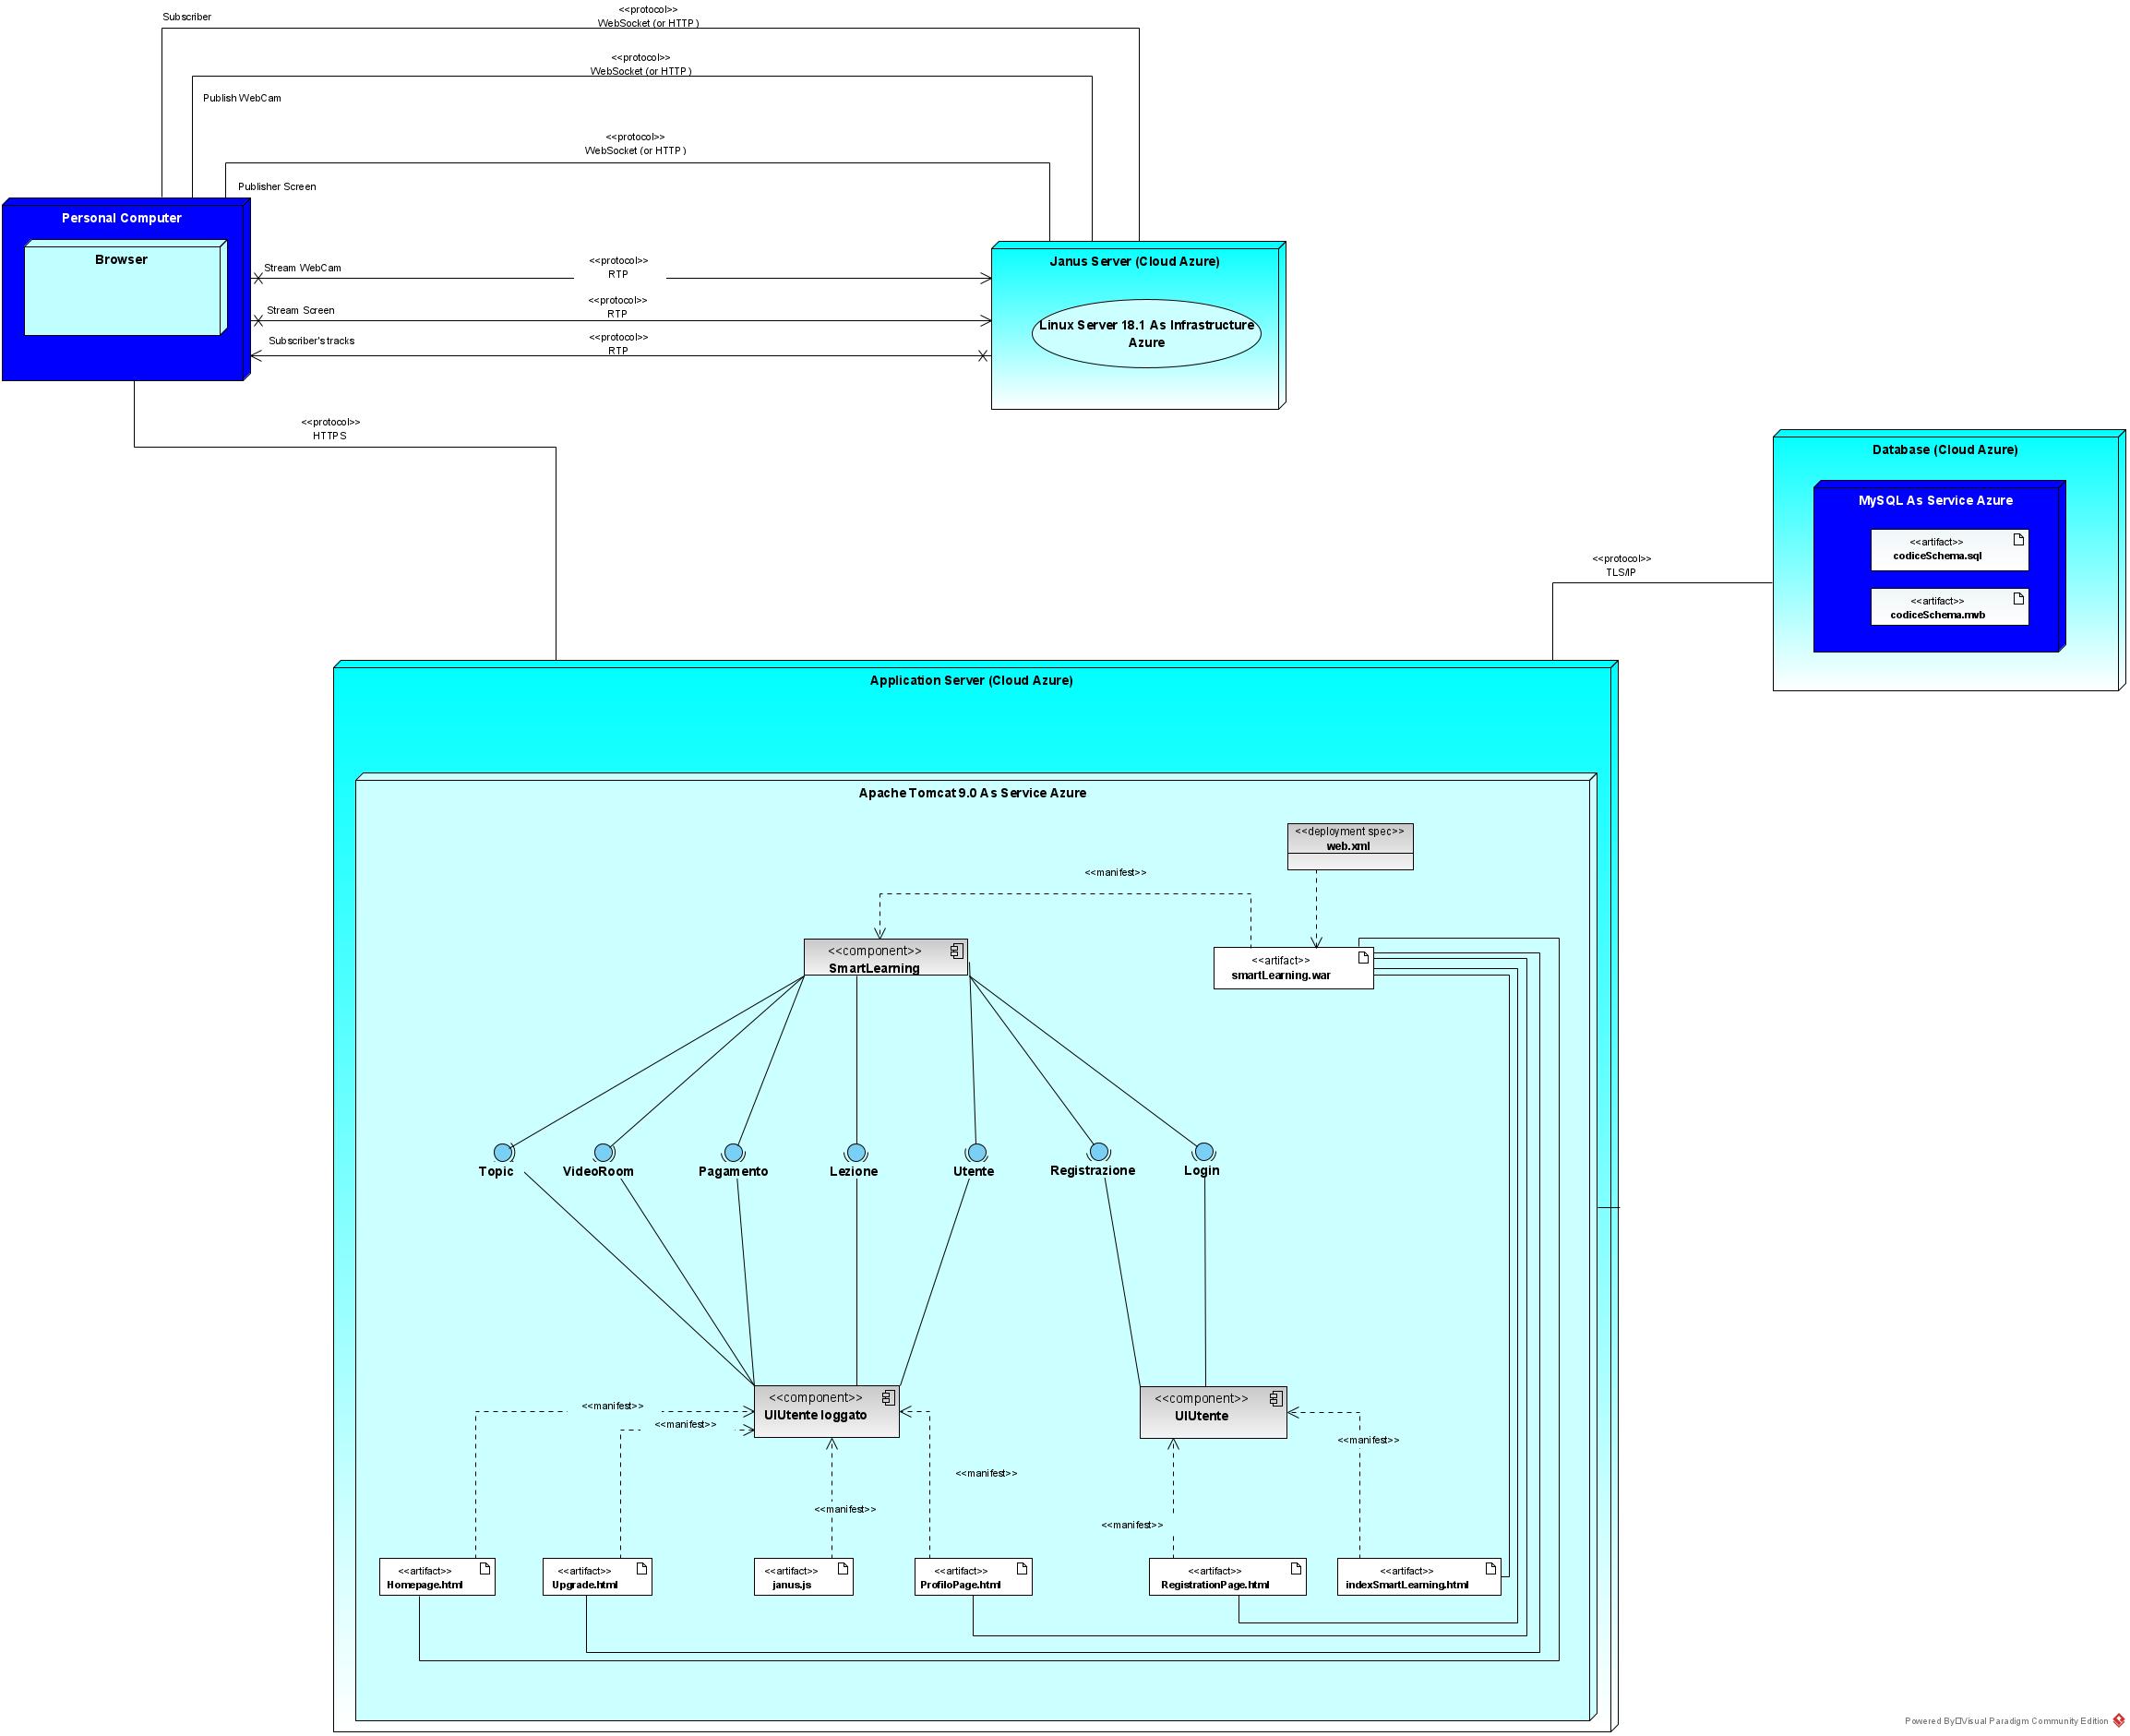 Subscriber
<<protocol>>
WebSocket (or HTTP )
<<protocol>>
WebSocket (or HTTP )
Publish WebCam
<<protocol>>
WebSocket (or HTTP )
Publisher Screen
Personal Computer
Browser
Stream WebCam
<<protocol>>
RTP
Stream Screen
<<protocol>>
RTP
Subscriber's tracks
<<protocol>>
RTP
Janus Server (Cloud Azure)
Linux Server 18.1 As Infrastructure
Azure
<<protocol>>
HTTPS
Database (Cloud Azure)
MySQL As Service Azure
<<artifact>>
codiceSchema.sql
<<artifact>>
codiceSchema.mvb
<<protocol>>
TLS/IP
Application Server (Cloud Azure)
Apache Tomcat 9.0 As Service Azure
<<deployment spec>>
web.xml
<<manifest>>
<<component>>
SmartLearning
<<artifact>>
smartLearning.war
Topic
VideoRoom
Pagamento
Lezione
Utente
Registrazione
Login
<<component>>
UIUtente loggato
<<component>>
UIUtente
<<manifest>>
<<manifest>>
<<manifest>>
<<manifest>>
<<manifest>>
<<manifest>>
<<artifact>>
Homepage.html
<<artifact>>
Upgrade.html
<<artifact>>
janus.js
<<artifact>>
ProfiloPage.html
<<artifact>>
RegistrationPage.html
<<artifact>>
indexSmartLearning.html
Powered By□Visual Paradigm Community Edition